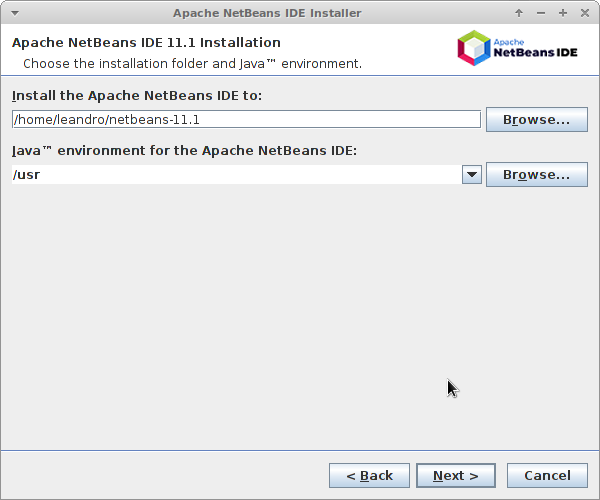 Apache NetBeans IDE Installer
Apache NetBeans IDE 11.1 Installation
Choose the installation folder and Java™ environment.
Apache
NetBeans IDE
Install the Apache NetBeans IDE to:
/home/leandro/netbeans-11.1
Browse...
Java™ environment for the Apache NetBeans IDE:
/usr
Browse...
< Back
Next >
Cancel